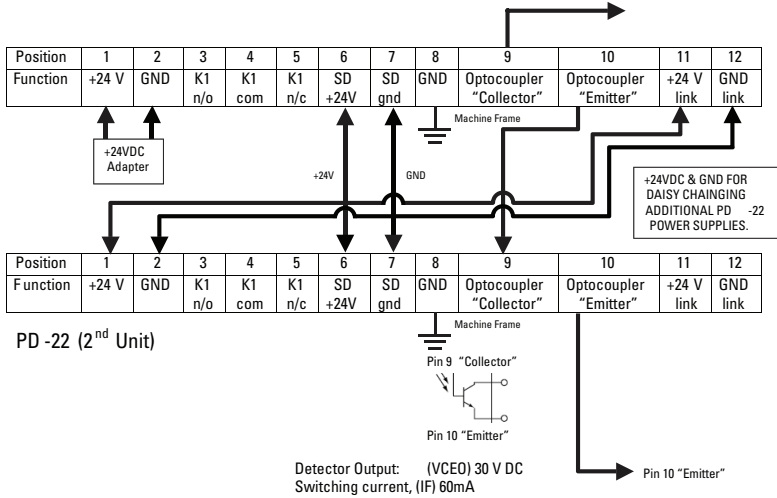 Position 1 2 3 4 5 6 7 8 9 10 11 12
Function +24 V GND K1 K1 K1 SD SD GND Optocoupler Optocoupler +24 V GND
n/o com n/c +24V gnd "Collector" "Emitter" link link
Machine Frame
+24VDC
Adapter
+24V GND
+24VDC & GND FOR
DAISY CHAINGING
ADDITIONAL PD -22
POWER SUPPLIES.
Position 1 2 3 4 5 6 7 8 9 10 11 12
Function +24 V GND K1 K1 K1 SD SD GND Optocoupler Optocoupler +24 V GND
n/o com n/c +24V gnd "Collector" "Emitter" link link
Machine Frame
PD -22 (2nd Unit)
Pin 9 "Collector"
Pin 10 "Emitter"
Detector Output: (VCEO) 30 V DC
Switching current, (IF) 60mA
Pin 10 "Emitter"